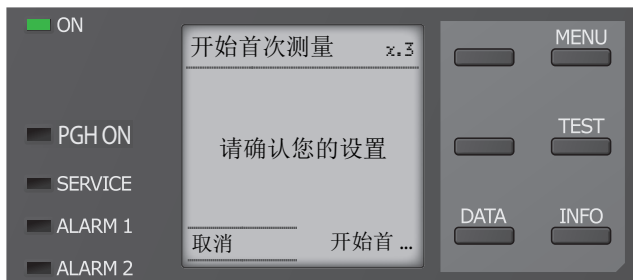 ON
PGH ON
SERVICE
ALARM 1
ALARM 2
开始首次测量 x.3
请确认您的设置
取消 开始首 ...
MENU
TEST
DATA INFO